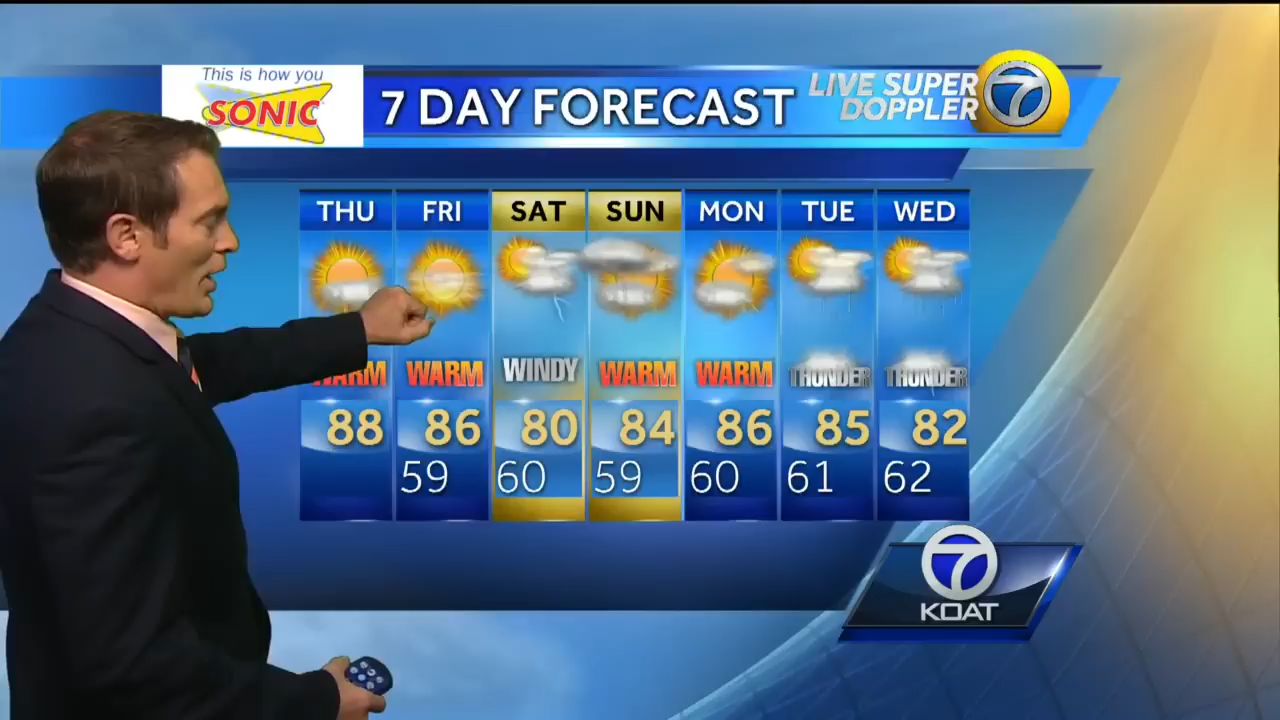 This is how you
SONIC
7 DAY FORECAST
LIVE SUPER
DOPPLER
7
THU FRI SAT SUN MON TUE WED
WARM WARM WINDY WARM WARM THUNDER THUNDER
88 86 80 84 86 85 82
59 60 59 60 61 62
7
KOAT